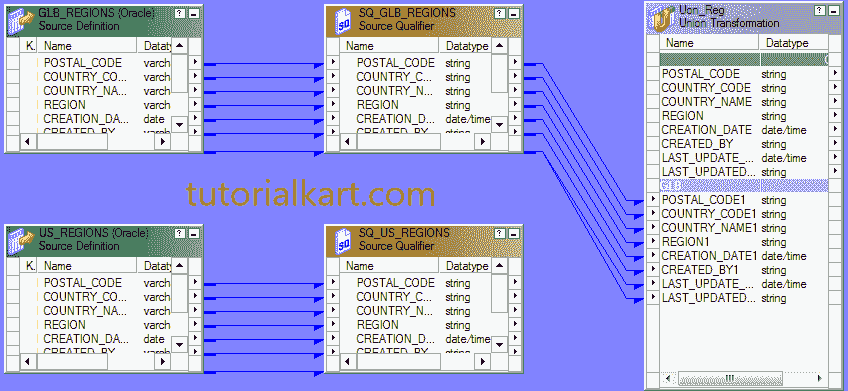 GLB_REGIONS (Oracle)
Source Definition
K. Name Datatyp
POSTAL_CODE varch
COUNTRY_CO... varch
COUNTRY_NA... varch
REGION varch
CREATION_DA... date
CREATED_BY varch
SQ_GLB_REGIONS
Source Qualifier
Name Datatype
POSTAL_CODE string
COUNTRY_C... string
COUNTRY_N... string
REGION string
CREATION_D... date/time
CREATED_BY string
Uon_Reg
Union Transformation
Name Datatype
POSTAL_CODE string
COUNTRY_CODE string
COUNTRY_NAME string
REGION string
CREATION_DATE date/time
CREATED_BY string
LAST_UPDATE_... date/time
LAST_UPDATED... string
GLB
POSTAL_CODE1 string
COUNTRY_CODE1 string
COUNTRY_NAME1 string
REGION1 string
CREATION_DATE1 date/time
CREATED_BY1 string
LAST_UPDATE_... date/time
LAST_UPDATED... string
tutorialkart.com
US_REGIONS (Oracle)
Source Definition
K. Name Datatyp
POSTAL_CODE varch
COUNTRY_CO... varch
COUNTRY_NA... varch
REGION varch
CREATION_DA... date
CREATED_BY varch
SQ_US_REGIONS
Source Qualifier
Name Datatype
POSTAL_CODE string
COUNTRY_C... string
COUNTRY_N... string
REGION string
CREATION_D... date/time
CREATED_BY string